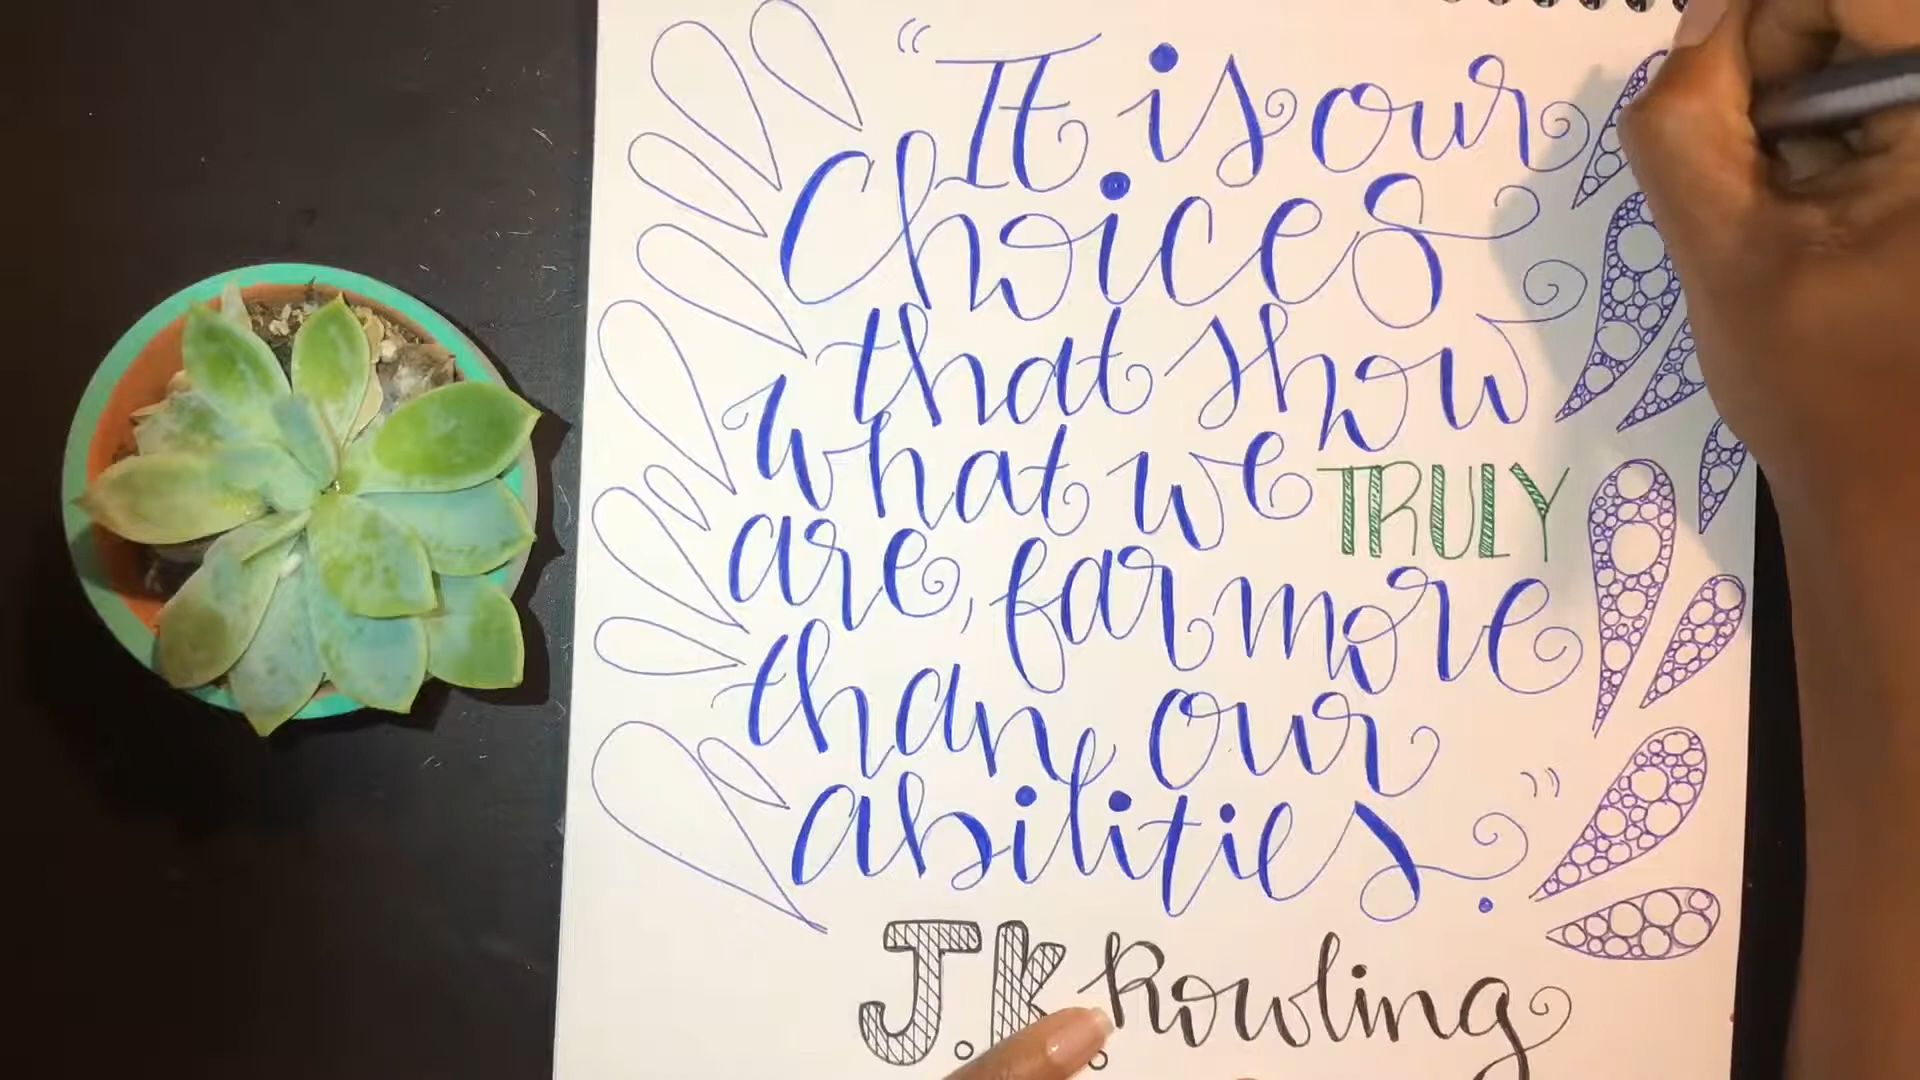 “It is our
Choices
that show
what we TRULY
are, far more
than our
abilities.”
J.K. Rowling